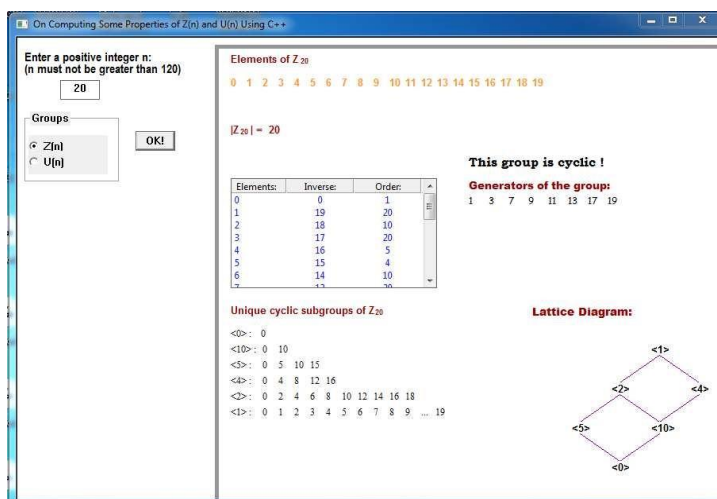 On Computing Some Properties of Z(n) and U(n) Using C++
Enter a positive integer n:
(n must not be greater than 120)
20
Groups
Z(n)
U(n)
OK!
Elements of Z20
0 1 2 3 4 5 6 7 8 9 10 11 12 13 14 15 16 17 18 19
|Z20| = 20
Elements: Inverse: Order:
0 0 1
1 19 20
2 18 10
3 17 20
4 16 5
5 15 4
6 14 10
7 13 20
This group is cyclic !
Generators of the group:
1 3 7 9 11 13 17 19
Unique cyclic subgroups of Z20
<0> : 0
<10> : 0 10
<5> : 0 5 10 15
<4> : 0 4 8 12 16
<2> : 0 2 4 6 8 10 12 14 16 18
<1> : 0 1 2 3 4 5 6 7 8 9 ... 19
Lattice Diagram:
<1>
<2> <4>
<5> <10>
<0>